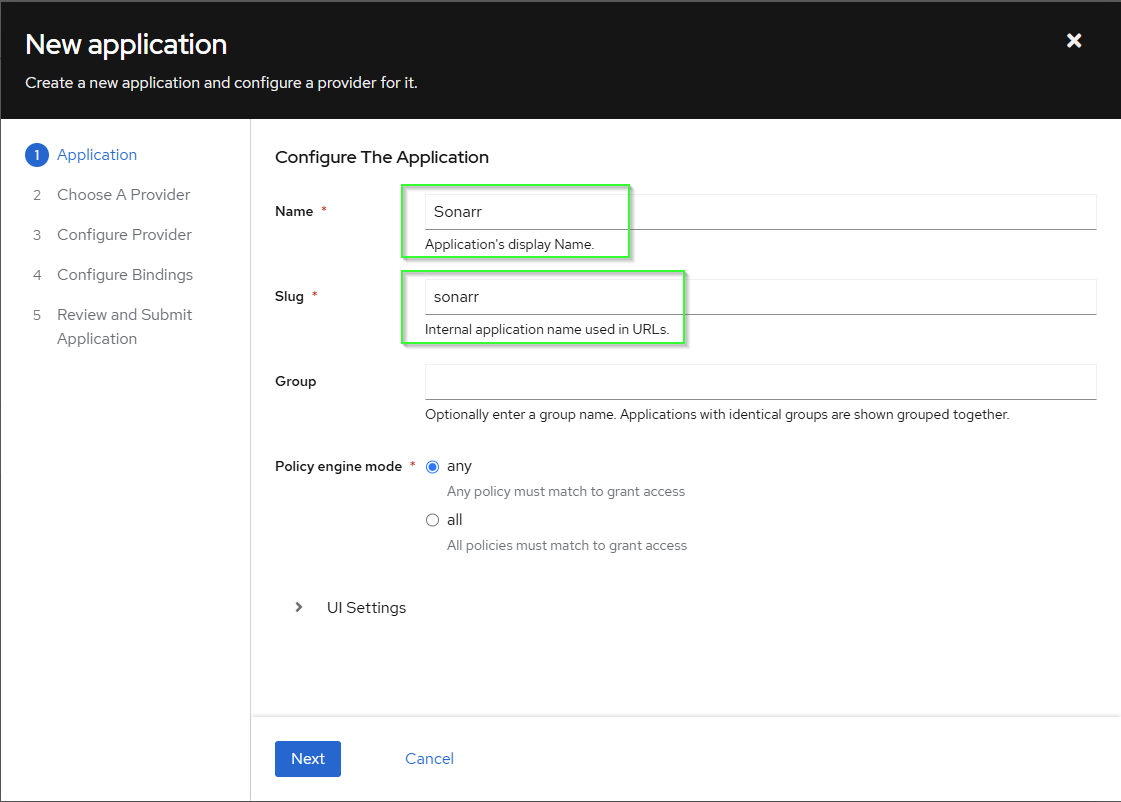 New application
Create a new application and configure a provider for it.
1 Application
2 Choose A Provider
3 Configure Provider
4 Configure Bindings
5 Review and Submit
Application
Configure The Application
Name *
Sonarr
Application's display Name.
Slug *
sonarr
Internal application name used in URLs.
Group
Optionally enter a group name. Applications with identical groups are shown grouped together.
Policy engine mode * any
Any policy must match to grant access
all
All policies must match to grant access
UI Settings
Next Cancel